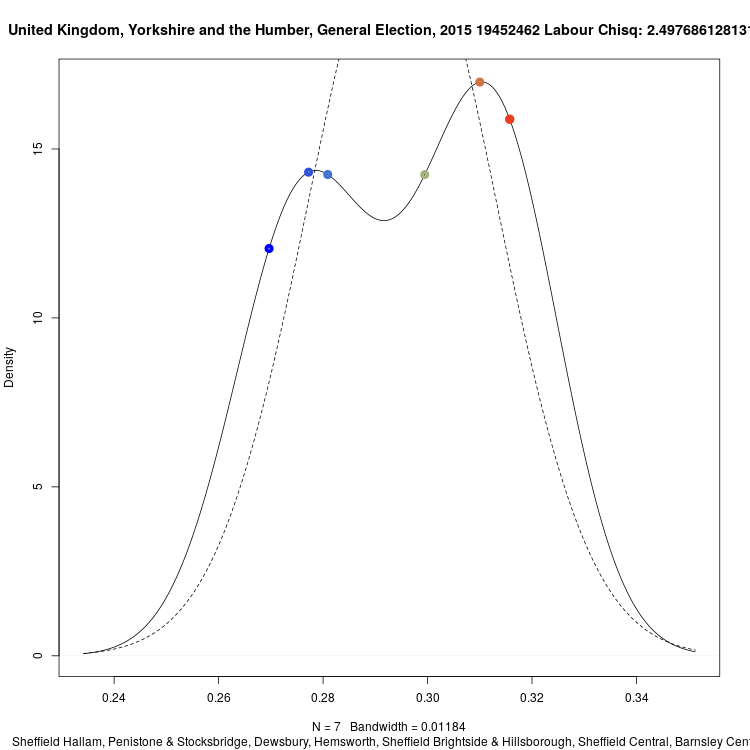 United Kingdom, Yorkshire and the Humber, General Election, 2015 19452462 Labour Chisq: 2.497686128131
Density
15
10
5
0
0.24 0.26 0.28 0.30 0.32 0.34
N = 7 Bandwidth = 0.01184
Sheffield Hallam, Penistone & Stocksbridge, Dewsbury, Hemsworth, Sheffield Brightside & Hillsborough, Sheffield Central, Barnsley Cen